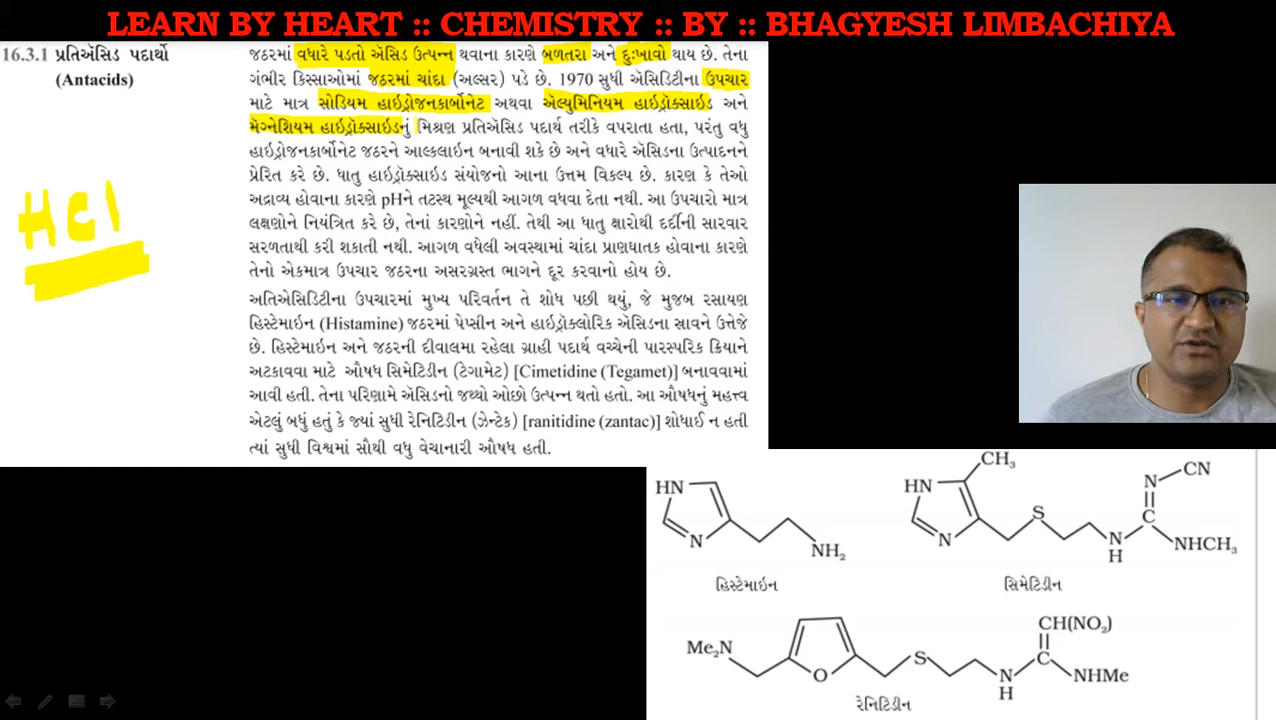 LEARN BY HEART :: CHEMISTRY :: BY :: BHAGYESH LIMBACHIYA
16.3.1 પ્રતિઍસિડ પદાર્થો
(Antacids)
જઠરમાં વધારે પડતો ઍસિડ ઉત્પન્ન થવાના કારણે બળતરા અને દુઃખાવો થાય છે. તેના
ગંભીર કિસ્સાઓમાં જઠરમાં ચાંદા (અલ્સર) પડે છે. 1970 સુધી ઍસિડિટીના ઉપચાર
માટે માત્ર સોડિયમ હાઇડ્રોજનકાર્બોનેટ અથવા ઍલ્યુમિનિયમ હાઇડ્રૉક્સાઇડ અને
મૅગ્નેશિયમ હાઇડ્રૉક્સાઇડનું મિશ્રણ પ્રતિઍસિડ પદાર્થ તરીકે વપરાતા હતા, પરંતુ વધુ
હાઇડ્રોજનકાર્બોનેટ જઠરને આલ્કલાઇન બનાવી શકે છે અને વધારે ઍસિડના ઉત્પાદનને
પ્રેરિત કરે છે. ધાતુ હાઇડ્રૉક્સાઇડ સંયોજનો આના ઉત્તમ વિકલ્પ છે. કારણ કે તેઓ
અદ્રાવ્ય હોવાના કારણે pHને તટસ્થ મૂલ્યથી આગળ વધવા દેતા નથી. આ ઉપચારો માત્ર
લક્ષણોને નિયંત્રિત કરે છે, તેનાં કારણોને નહીં. તેથી આ ધાતુ ક્ષારોથી દર્દીની સારવાર
સરળતાથી કરી શકાતી નથી. આગળ વધેલી અવસ્થામાં ચાંદા પ્રાણઘાતક હોવાના કારણે
તેનો એકમાત્ર ઉપચાર જઠરના અસરગ્રસ્ત ભાગને દૂર કરવાનો હોય છે.
HCl
અતિઍસિડિટીના ઉપચારમાં મુખ્ય પરિવર્તન તે શોધ પછી થયું, જે મુજબ રસાયણ
હિસ્ટેમાઇન (Histamine) જઠરમાં પેપ્સીન અને હાઇડ્રૉક્લોરિક ઍસિડના સ્રાવને ઉત્તેજે
છે. હિસ્ટેમાઇન અને જઠરની દીવાલમા રહેલા ગ્રાહી પદાર્થ વચ્ચેની પારસ્પરિક ક્રિયાને
અટકાવવા માટે ઔષધ સિમેટિડીન (ટેગામેટ) [Cimetidine (Tegamet)] બનાવવામાં
આવી હતી. તેના પરિણામે ઍસિડનો જથ્થો ઓછો ઉત્પન્ન થતો હતો. આ ઔષધનું મહત્ત્વ
એટલું બધું હતું કે જ્યાં સુધી રેનિટિડીન (ઝેન્ટેક) [ranitidine (zantac)] શોધાઈ ન હતી
ત્યાં સુધી વિશ્વમાં સૌથી વધુ વેચાનારી ઔષધ હતી.
HN
N
NH₂
હિસ્ટેમાઇન
CH₃
HN
N
S
N
H
C
N
CN
NHCH₃
સિમેટિડીન
Me₂N
O
S
N
H
C
CH(NO₂)
NHMe
રેનિટિડીન